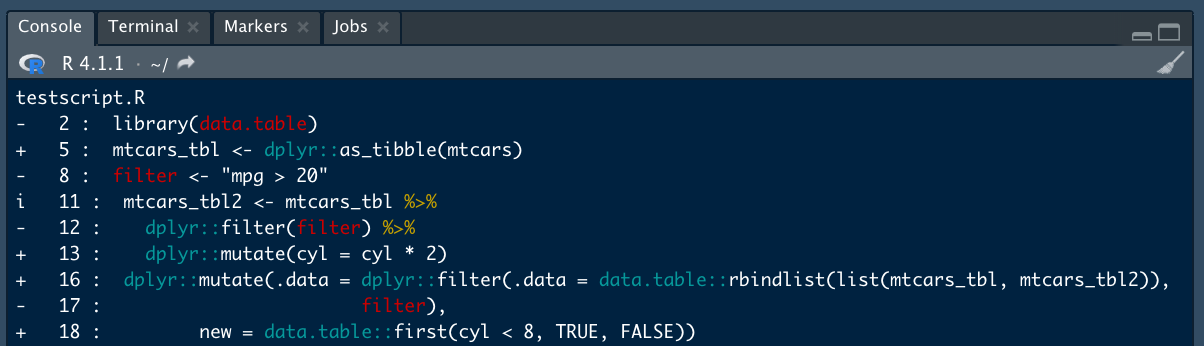 Console Terminal × Markers × Jobs ×
R R 4.1.1 · ~/
testscript.R
-   2 :  library(data.table)
+   5 :  mtcars_tbl <- dplyr::as_tibble(mtcars)
-   8 :  filter <- "mpg > 20"
i   11 :  mtcars_tbl2 <- mtcars_tbl %>%
-   12 :    dplyr::filter(filter) %>%
+   13 :    dplyr::mutate(cyl = cyl * 2)
+   16 :  dplyr::mutate(.data = dplyr::filter(.data = data.table::rbindlist(list(mtcars_tbl, mtcars_tbl2)),
-   17 :                        filter),
+   18 :         new = data.table::first(cyl < 8, TRUE, FALSE))